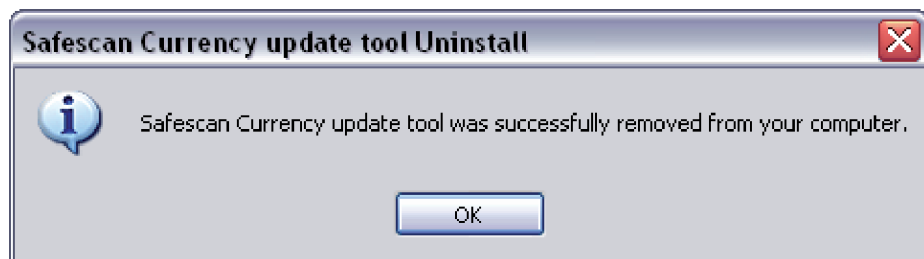 Safescan Currency update tool Uninstall
Safescan Currency update tool was successfully removed from your computer.
OK